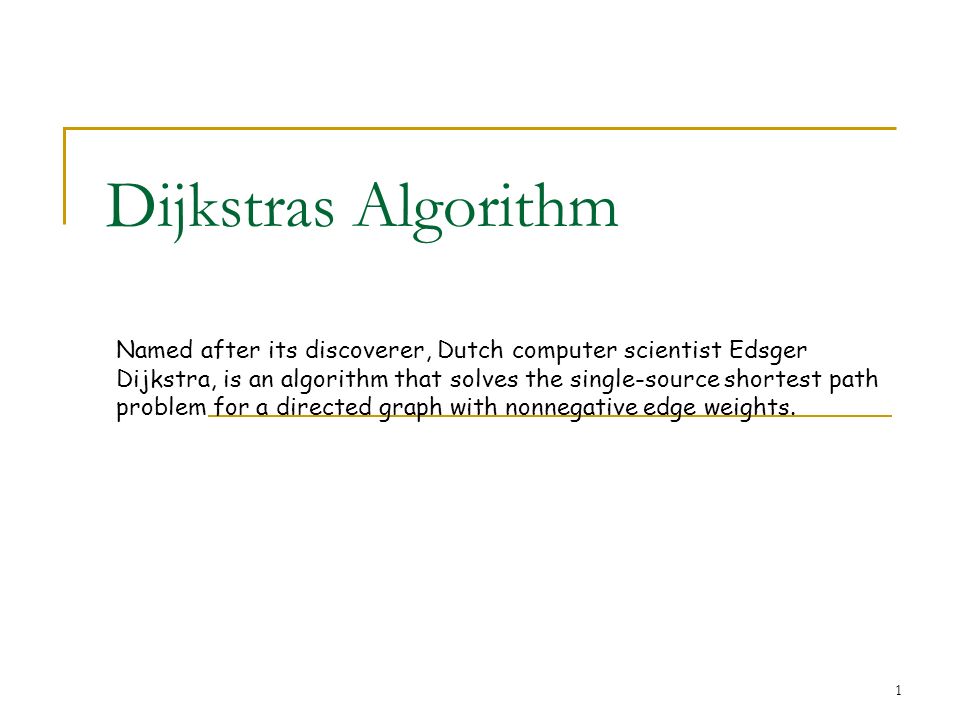 Dijkstras Algorithm
Named after its discoverer, Dutch computer scientist Edsger
Dijkstra, is an algorithm that solves the single-source shortest path
problem for a directed graph with nonnegative edge weights.
1